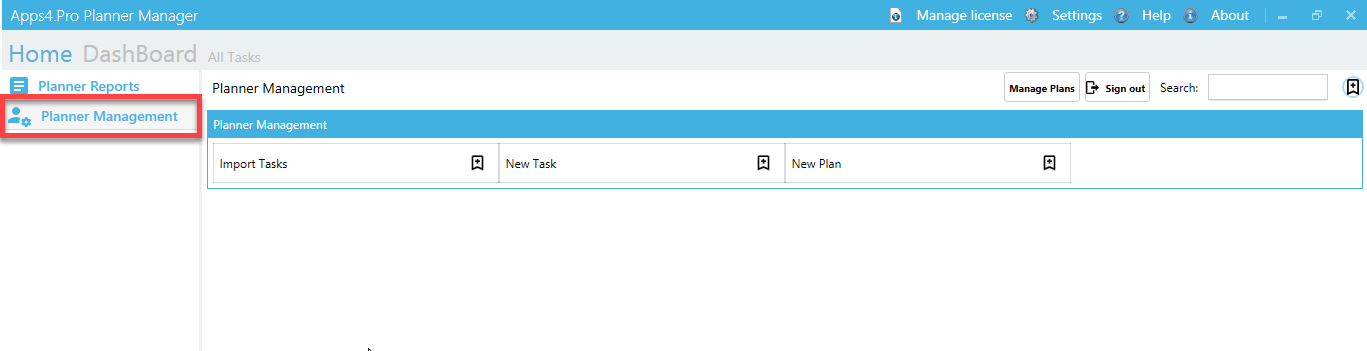 Apps4.Pro Planner Manager Manage license Settings Help About
Home DashBoard All Tasks
Planner Reports
Planner Management
Planner Management Manage Plans Sign out Search:
Planner Management
Import Tasks New Task New Plan